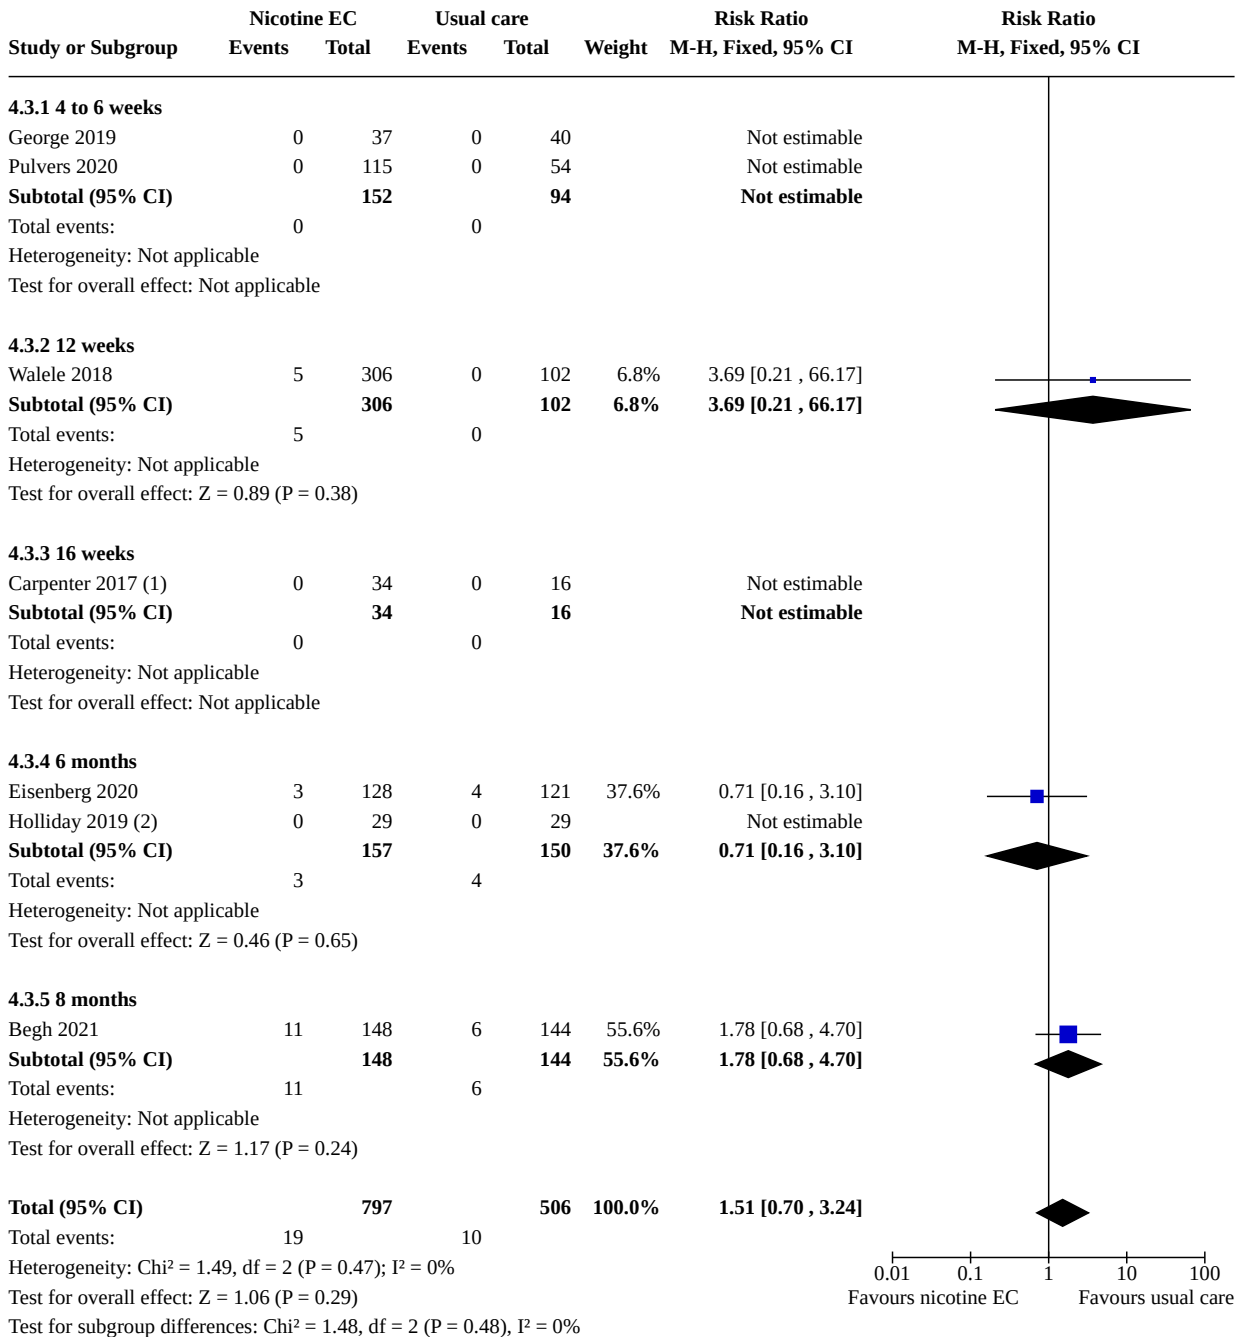 Nicotine EC Usual care Risk Ratio Risk Ratio
Study or Subgroup Events Total Events Total Weight M-H, Fixed, 95% CI M-H, Fixed, 95% CI
4.3.1 4 to 6 weeks
George 2019 0 37 0 40 Not estimable
Pulvers 2020 0 115 0 54 Not estimable
Subtotal (95% CI) 152 94 Not estimable
Total events: 0 0
Heterogeneity: Not applicable
Test for overall effect: Not applicable
4.3.2 12 weeks
Walele 2018 5 306 0 102 6.8% 3.69 [0.21 , 66.17]
Subtotal (95% CI) 306 102 6.8% 3.69 [0.21 , 66.17]
Total events: 5 0
Heterogeneity: Not applicable
Test for overall effect: Z = 0.89 (P = 0.38)
4.3.3 16 weeks
Carpenter 2017 (1) 0 34 0 16 Not estimable
Subtotal (95% CI) 34 16 Not estimable
Total events: 0 0
Heterogeneity: Not applicable
Test for overall effect: Not applicable
4.3.4 6 months
Eisenberg 2020 3 128 4 121 37.6% 0.71 [0.16 , 3.10]
Holliday 2019 (2) 0 29 0 29 Not estimable
Subtotal (95% CI) 157 150 37.6% 0.71 [0.16 , 3.10]
Total events: 3 4
Heterogeneity: Not applicable
Test for overall effect: Z = 0.46 (P = 0.65)
4.3.5 8 months
Begh 2021 11 148 6 144 55.6% 1.78 [0.68 , 4.70]
Subtotal (95% CI) 148 144 55.6% 1.78 [0.68 , 4.70]
Total events: 11 6
Heterogeneity: Not applicable
Test for overall effect: Z = 1.17 (P = 0.24)
Total (95% CI) 797 506 100.0% 1.51 [0.70 , 3.24]
Total events: 19 10
Heterogeneity: Chi² = 1.49, df = 2 (P = 0.47); I² = 0%
0.01 0.1 1 10 100
Test for overall effect: Z = 1.06 (P = 0.29) Favours nicotine EC Favours usual care
Test for subgroup differences: Chi² = 1.48, df = 2 (P = 0.48), I² = 0%